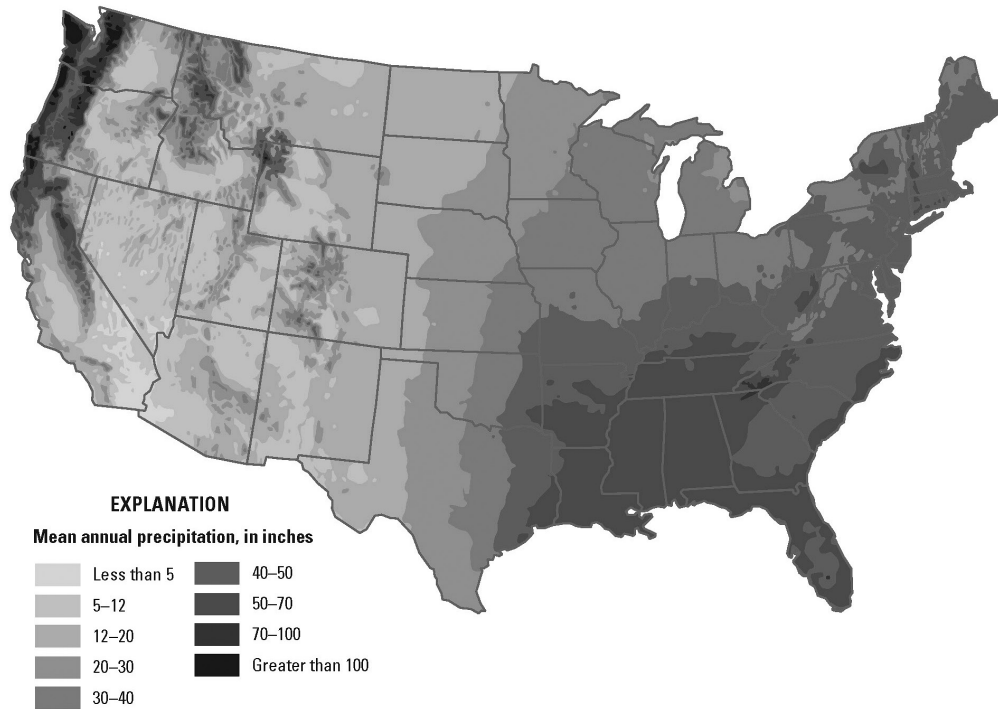 EXPLANATION
Mean annual precipitation, in inches
Less than 5
5–12
12–20
20–30
30–40
40–50
50–70
70–100
Greater than 100